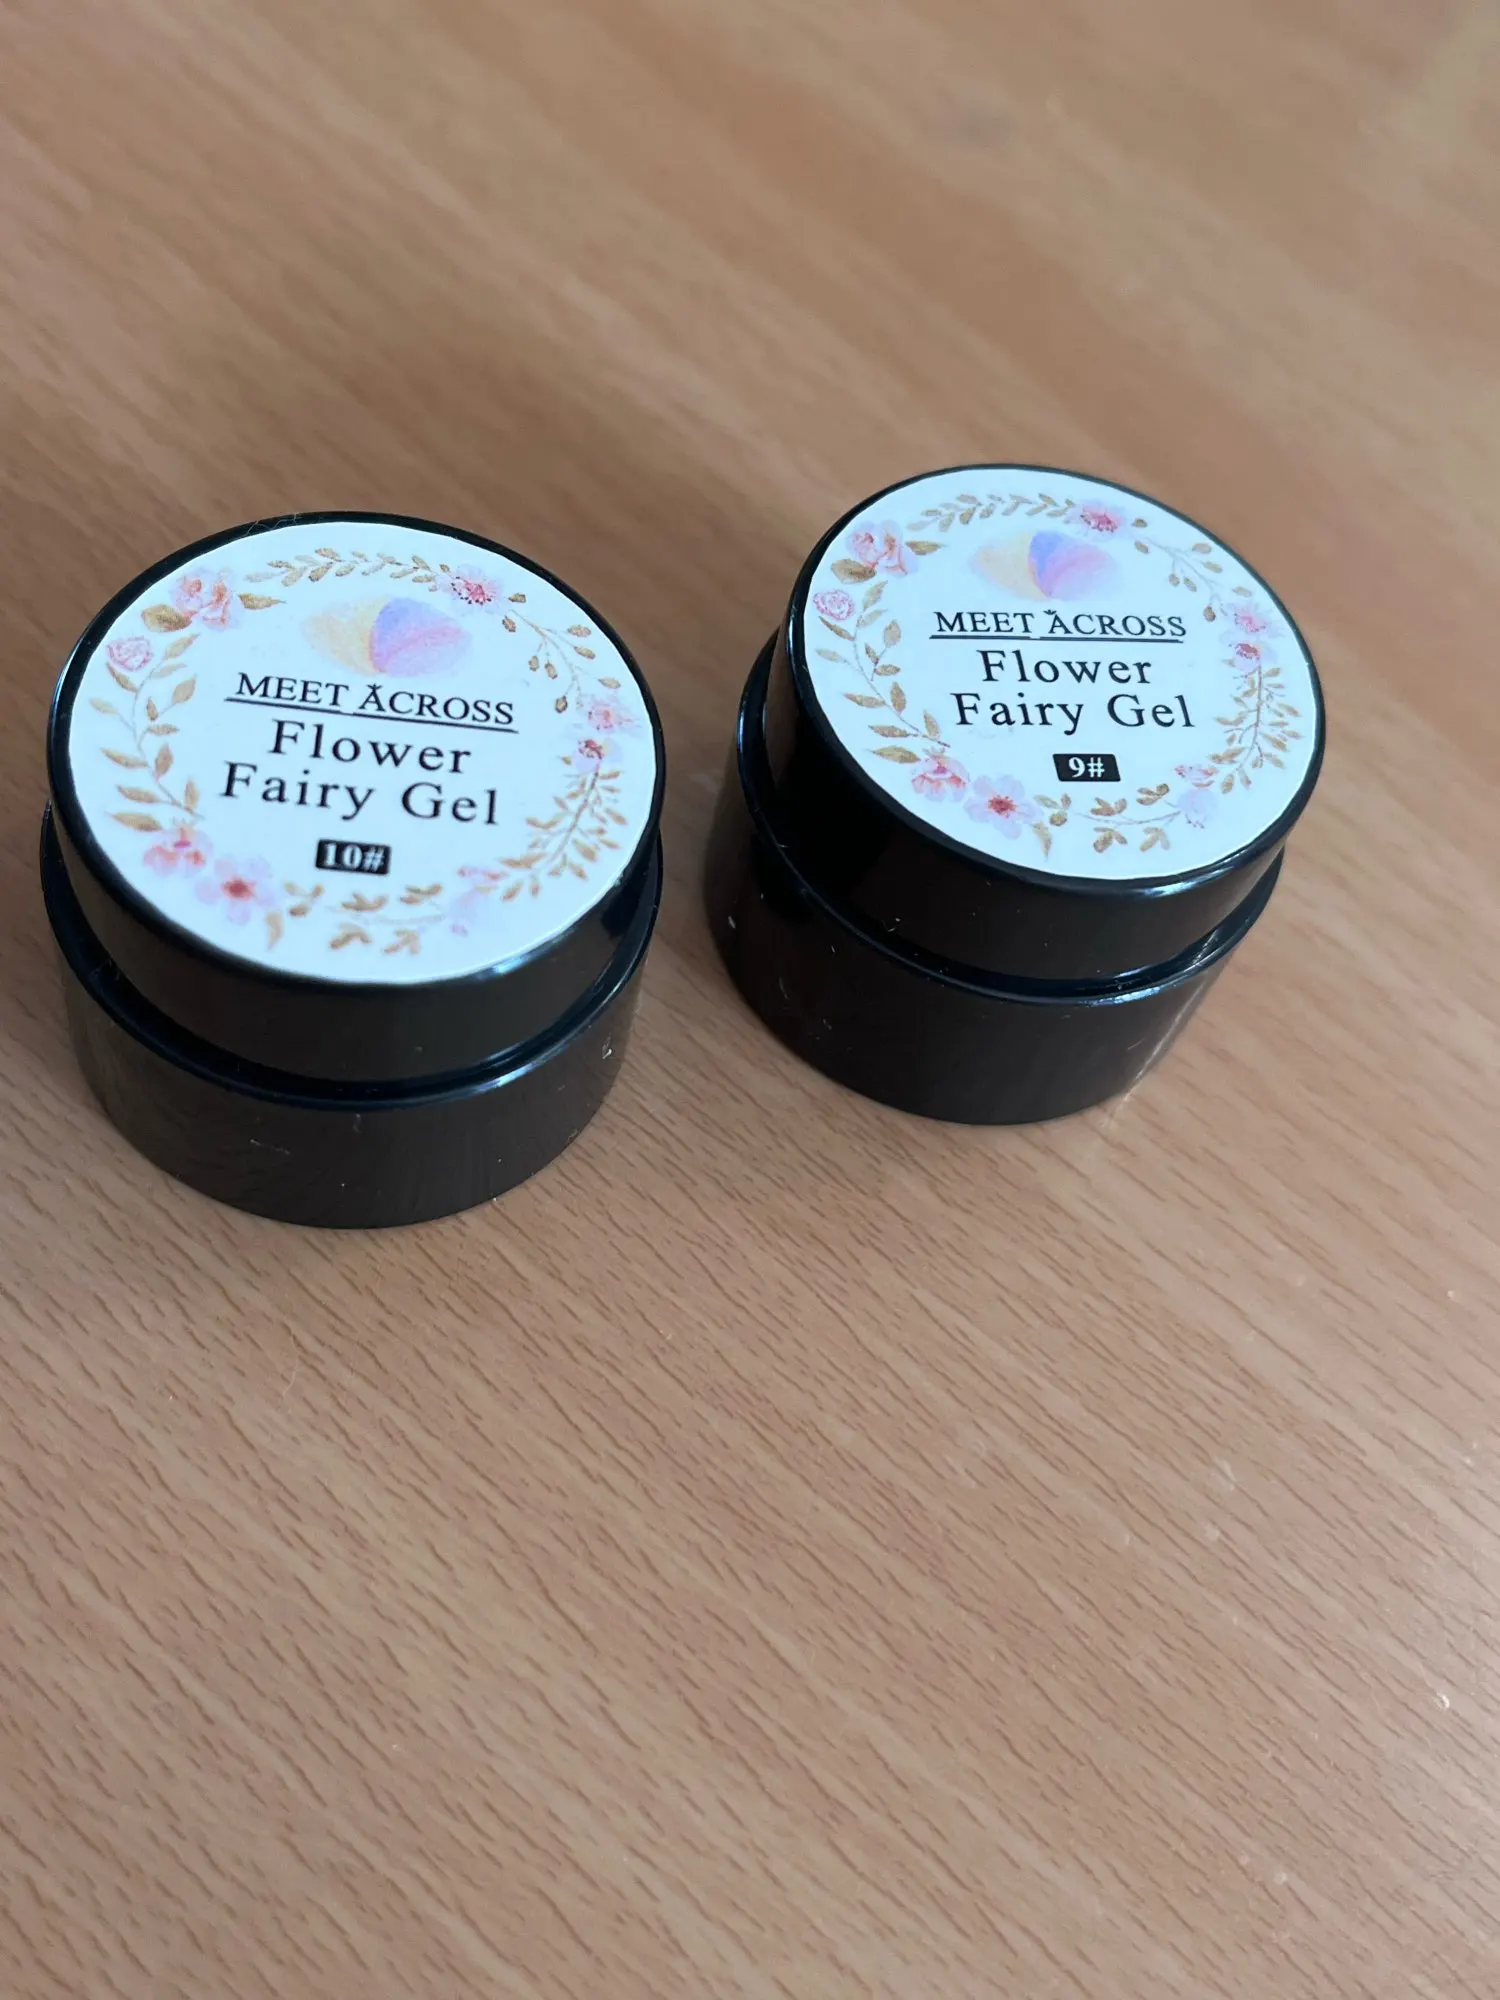 MEET ACROSS
Flower
Fairy Gel
10#
MEET ACROSS
Flower
Fairy Gel
9#